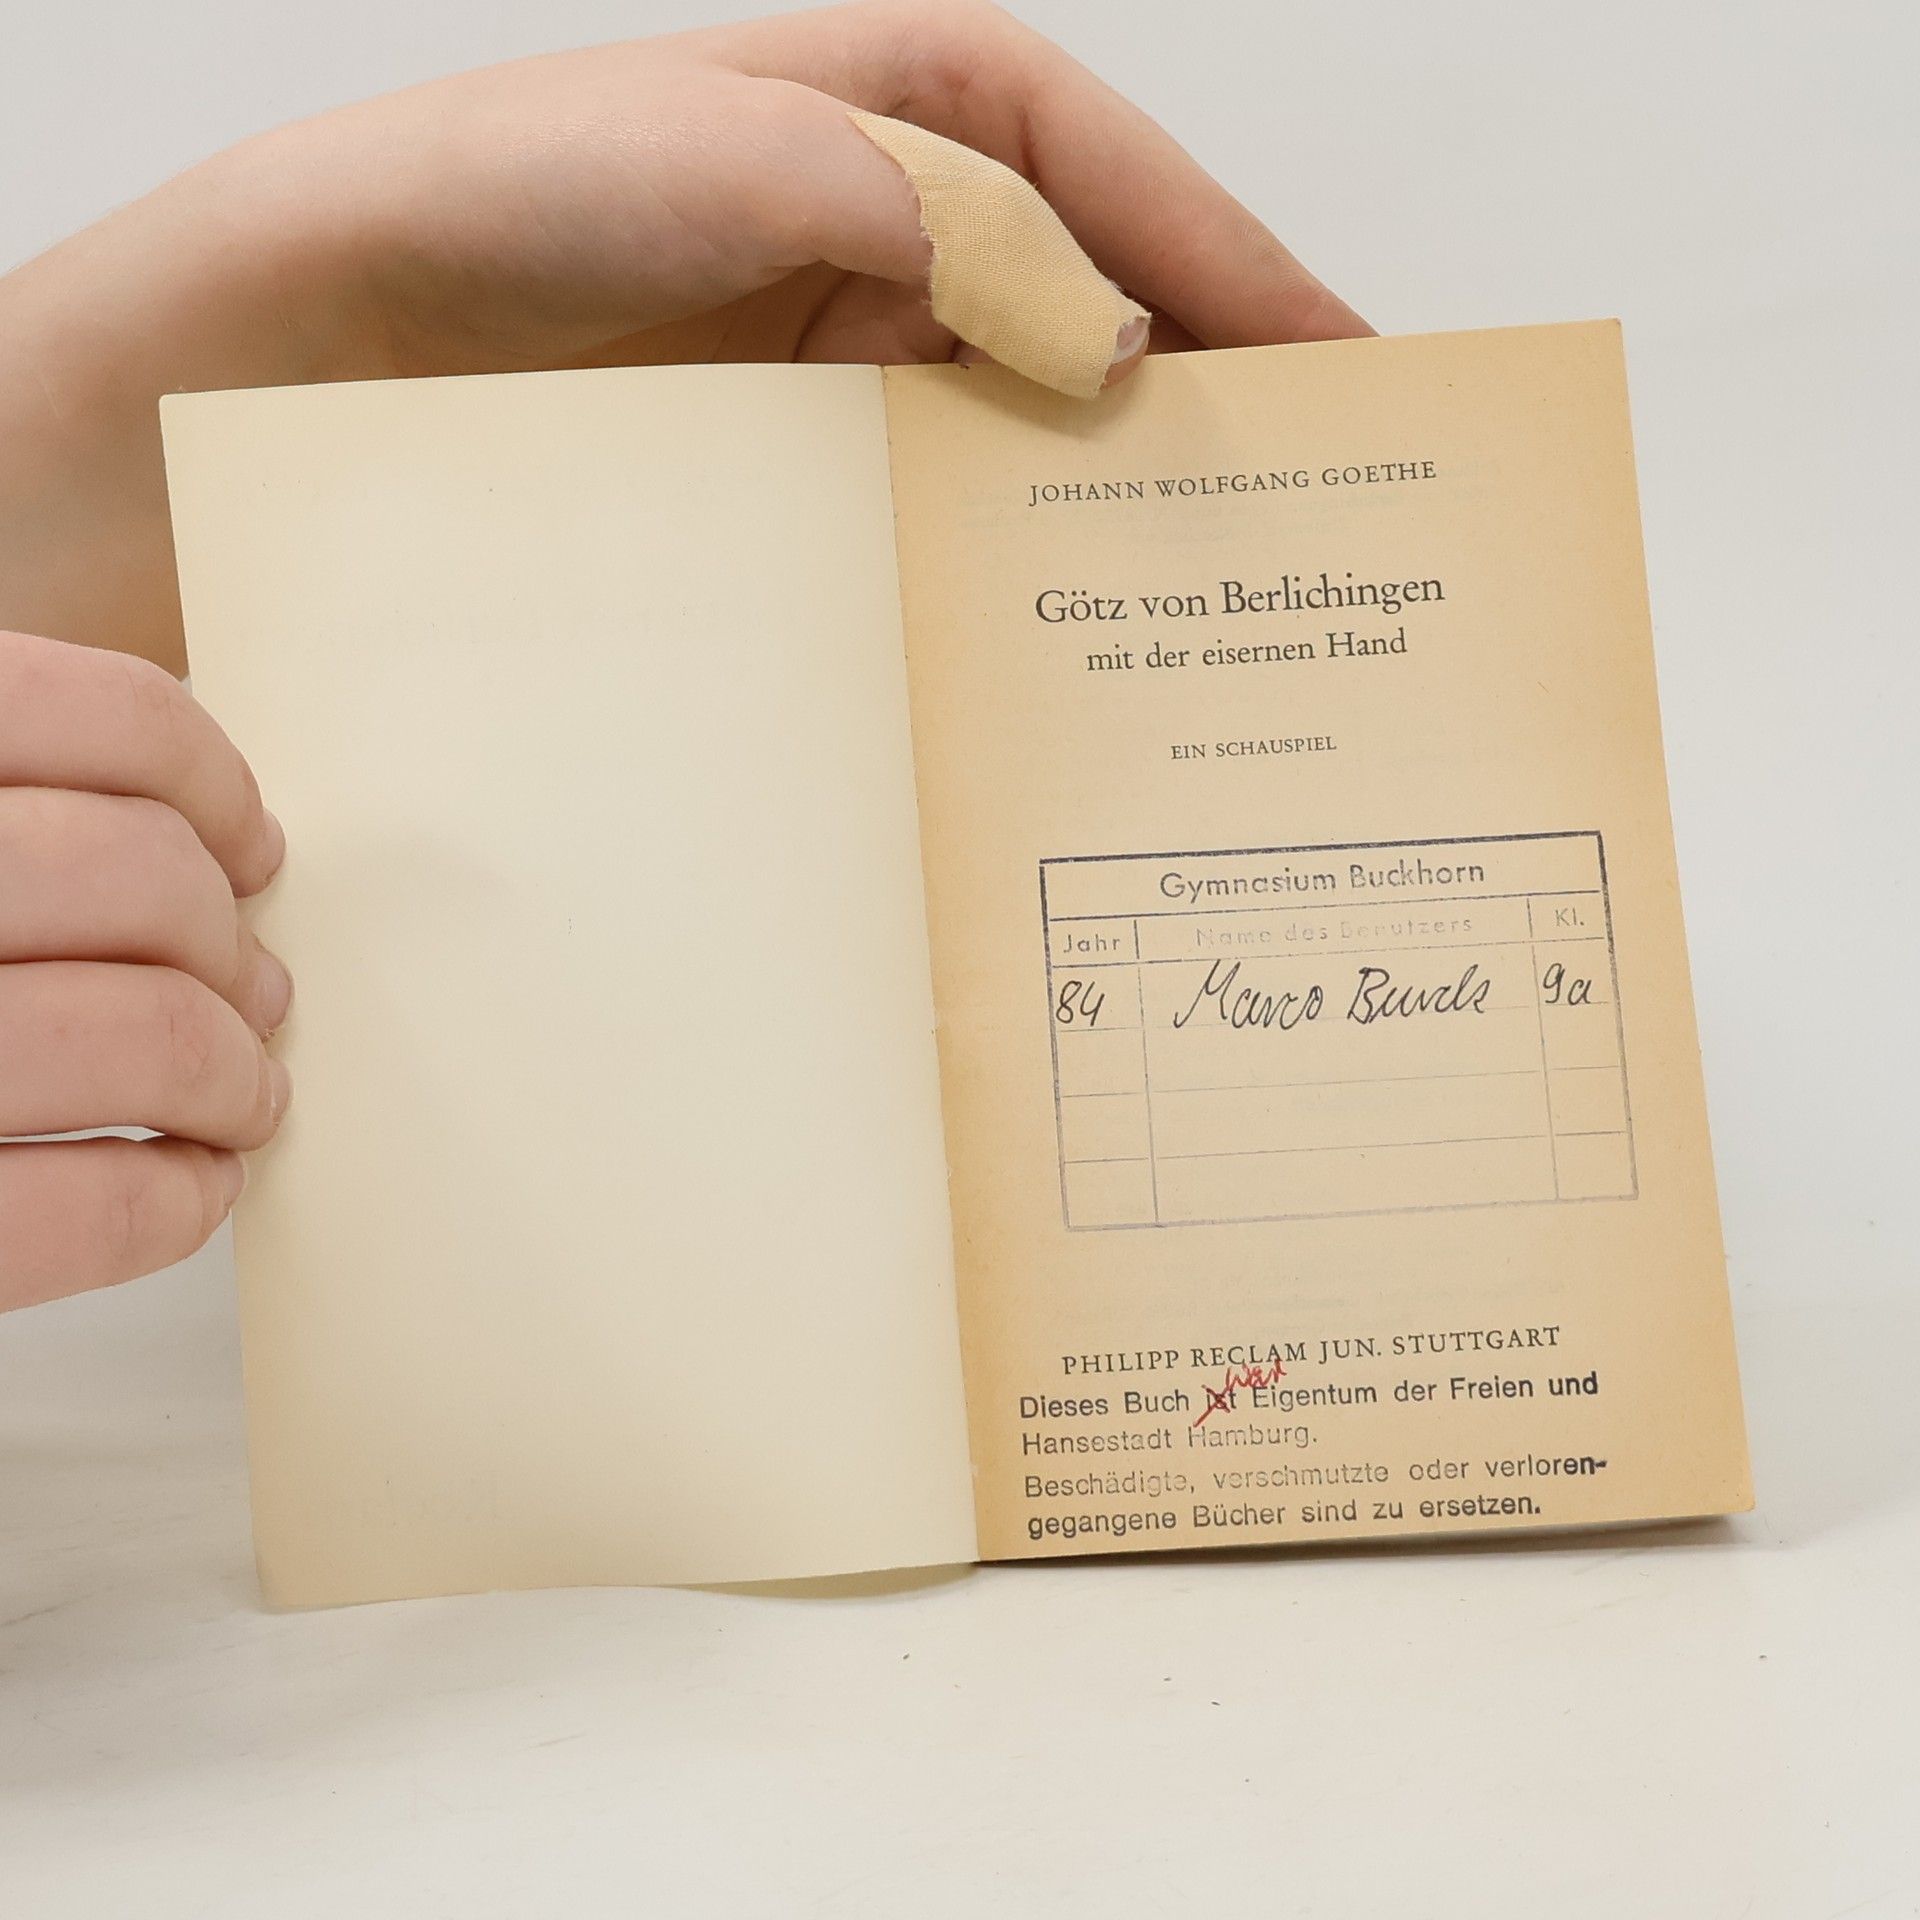 JOHANN WOLFGANG GOETHE
Götz von Berlichingen
mit der eisernen Hand
EIN SCHAUSPIEL
Gymnasium Buckhorn
Jahr Name des Benutzers Kl.
84 Marco 9a
PHILIPP RECLAM JUN. STUTTGART
war
Dieses Buch ist Eigentum der Freien und
Hansestadt Hamburg.
Beschädigte, verschmutzte oder verloren-
gegangene Bücher sind zu ersetzen.